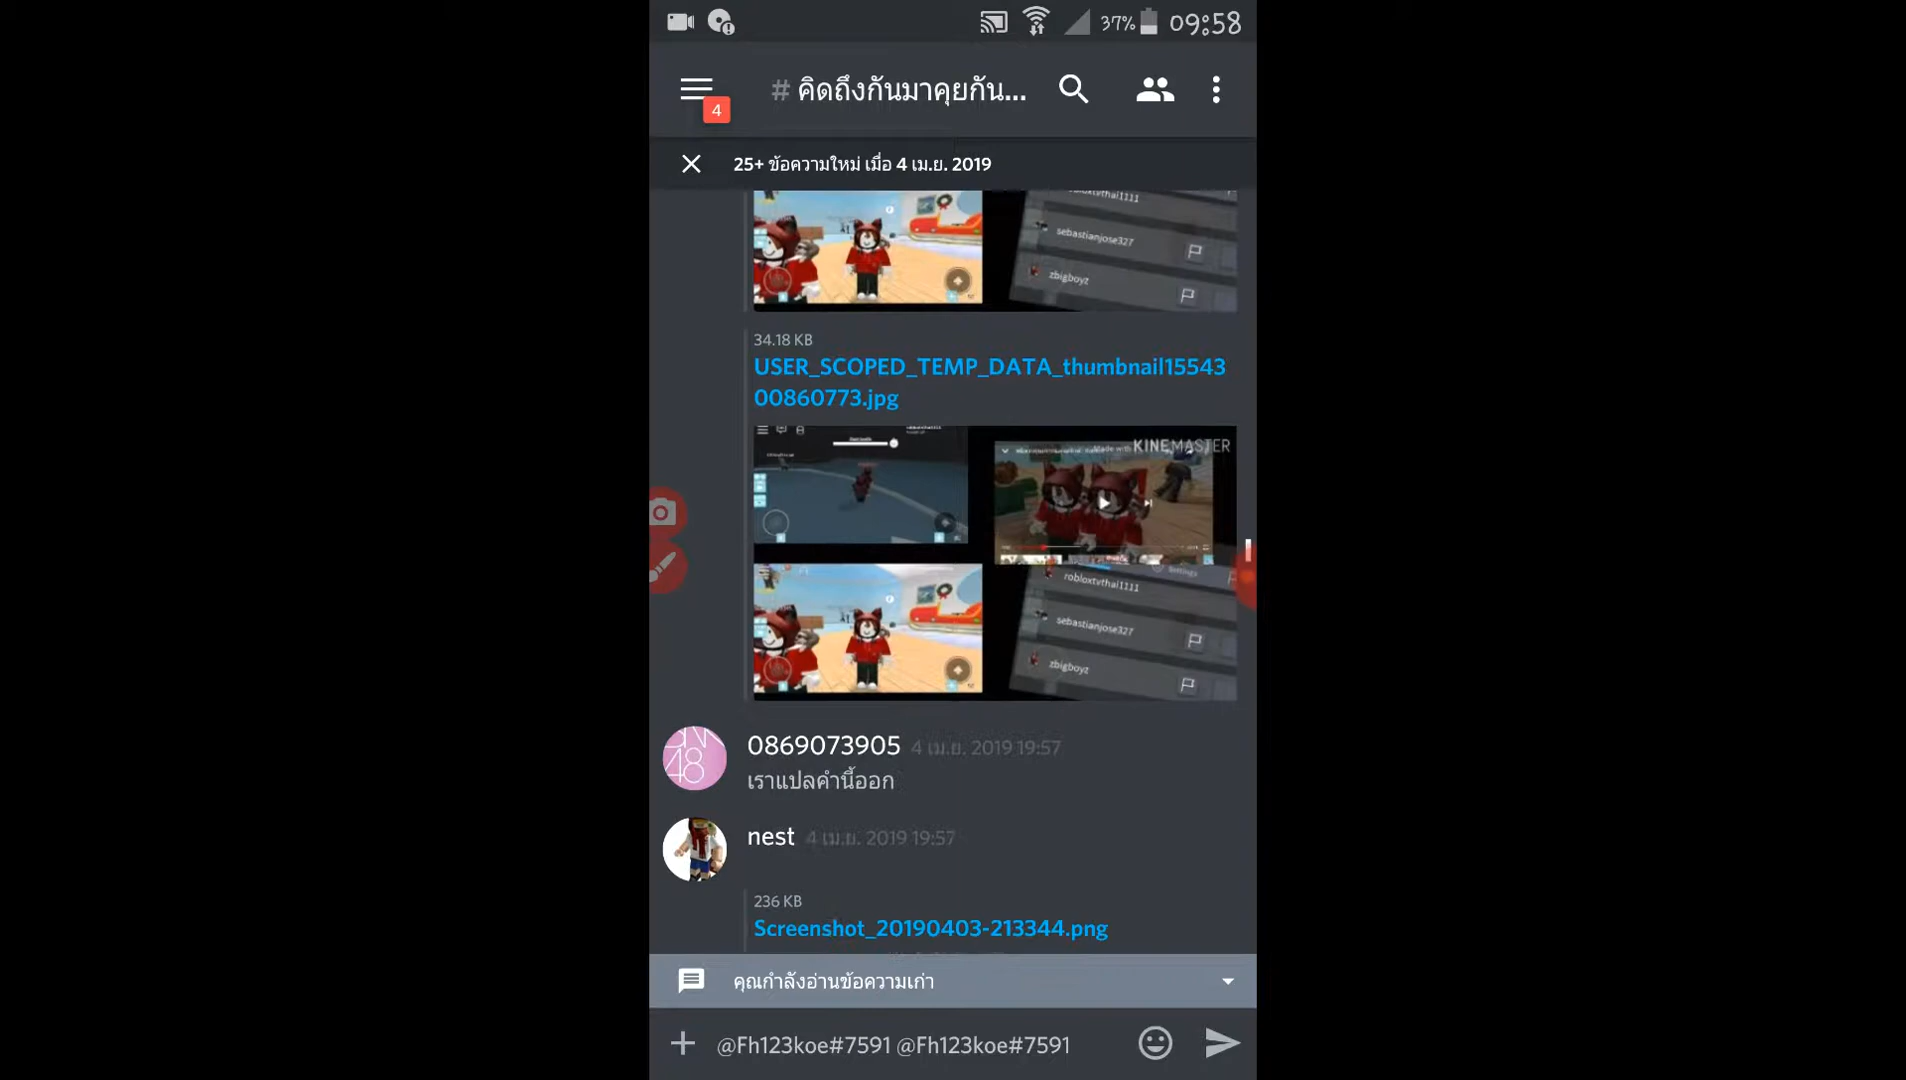 37% 09:58
4
# คิดถึงกันมาคุยกัน...
25+ ข้อความใหม่ เมื่อ 4 เม.ย. 2019
sebastianjose327
zbigboyz
34.18 KB
USER_SCOPED_TEMP_DATA_thumbnail15543
00860773.jpg
Made with KINEMASTER
Settings
robloxtvthai1111
sebastianjose327
zbigboyz
0869073905 4 เม.ย. 2019 19:57
เราแปลคำนี้ออก
nest 4 เม.ย. 2019 19:57
236 KB
Screenshot_20190403-213344.png
คุณกำลังอ่านข้อความเก่า
@Fh123koe#7591 @Fh123koe#7591